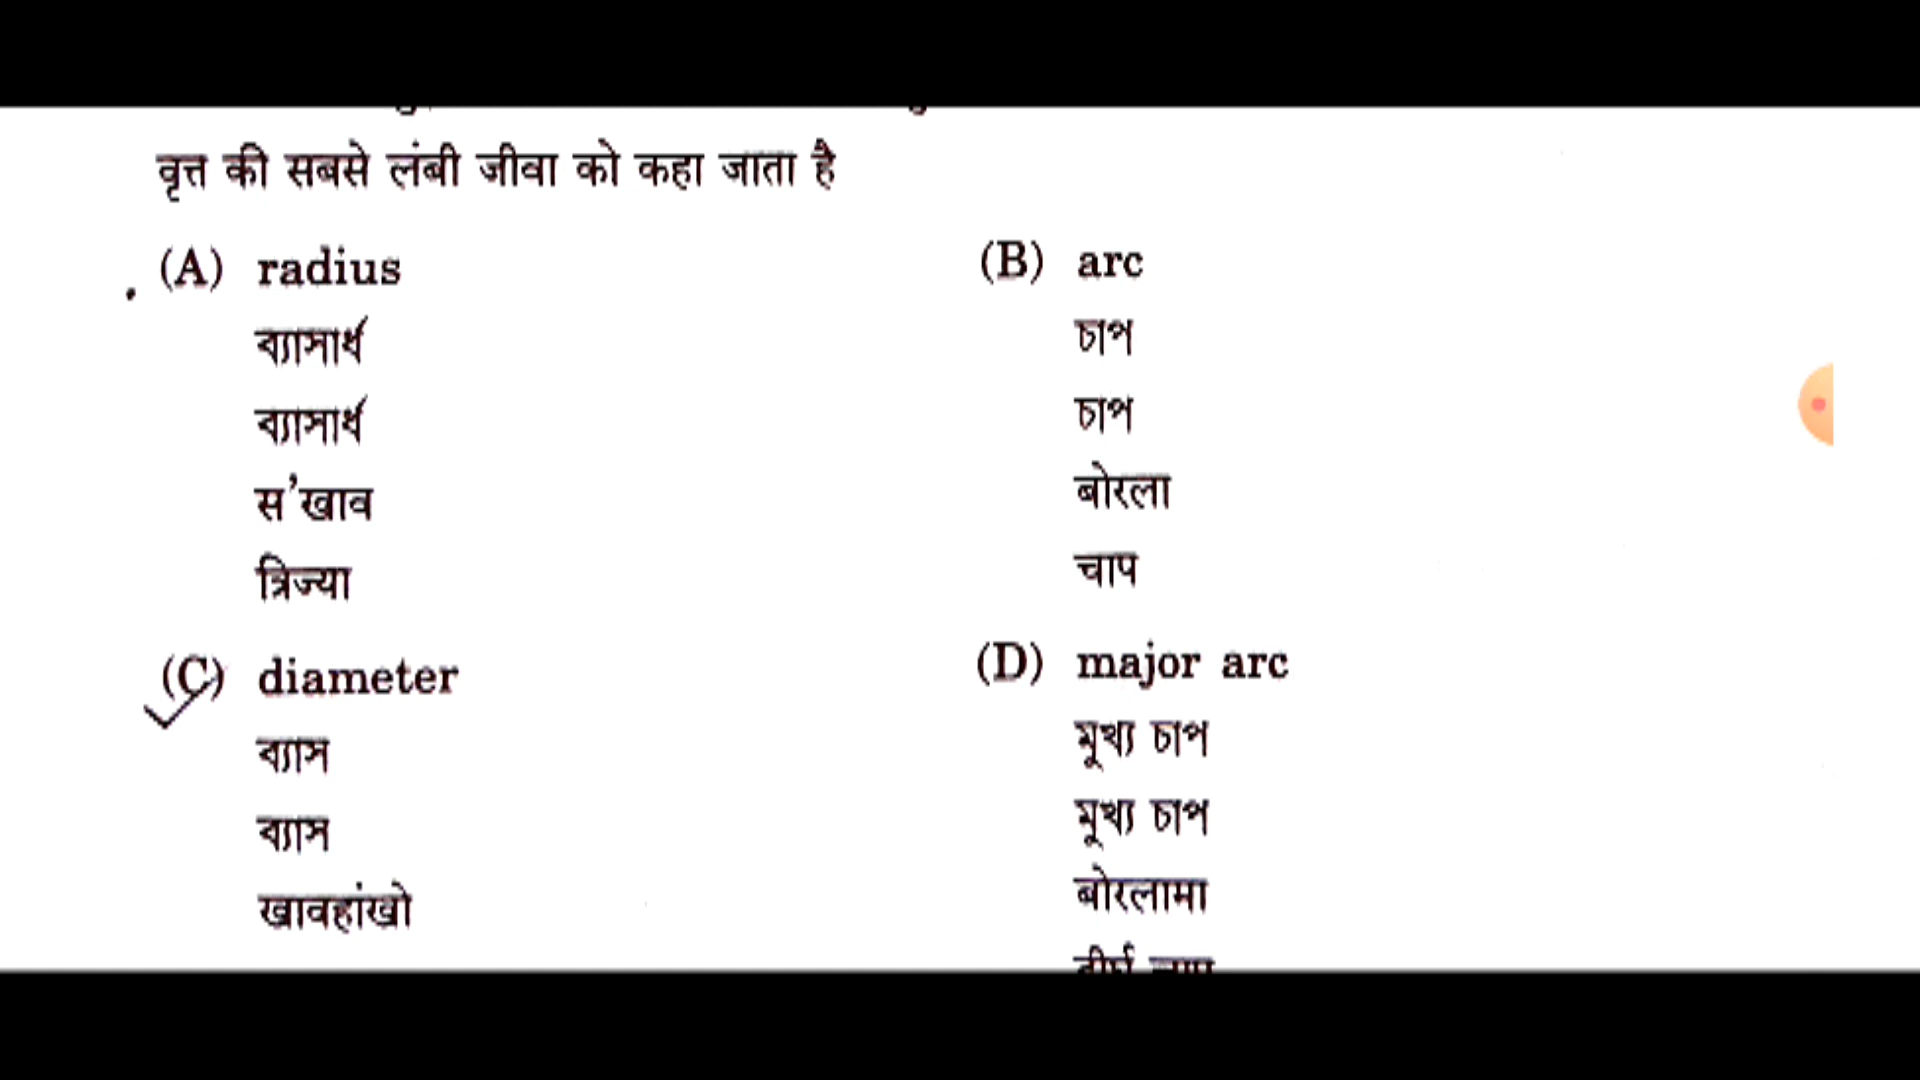 वृत्त की सबसे लंबी जीवा को कहा जाता है
(A) radius
ব্যাসাৰ্ধ
ব্যাসার্ধ
स'खाव
त्रिज्या
(B) arc
চাপ
চাপ
बोरला
चाप
(C) diameter
ব্যাস
ব্যাস
खावहांखो
(D) major arc
মুখ্য চাপ
মুখ্য চাপ
बोरलामा